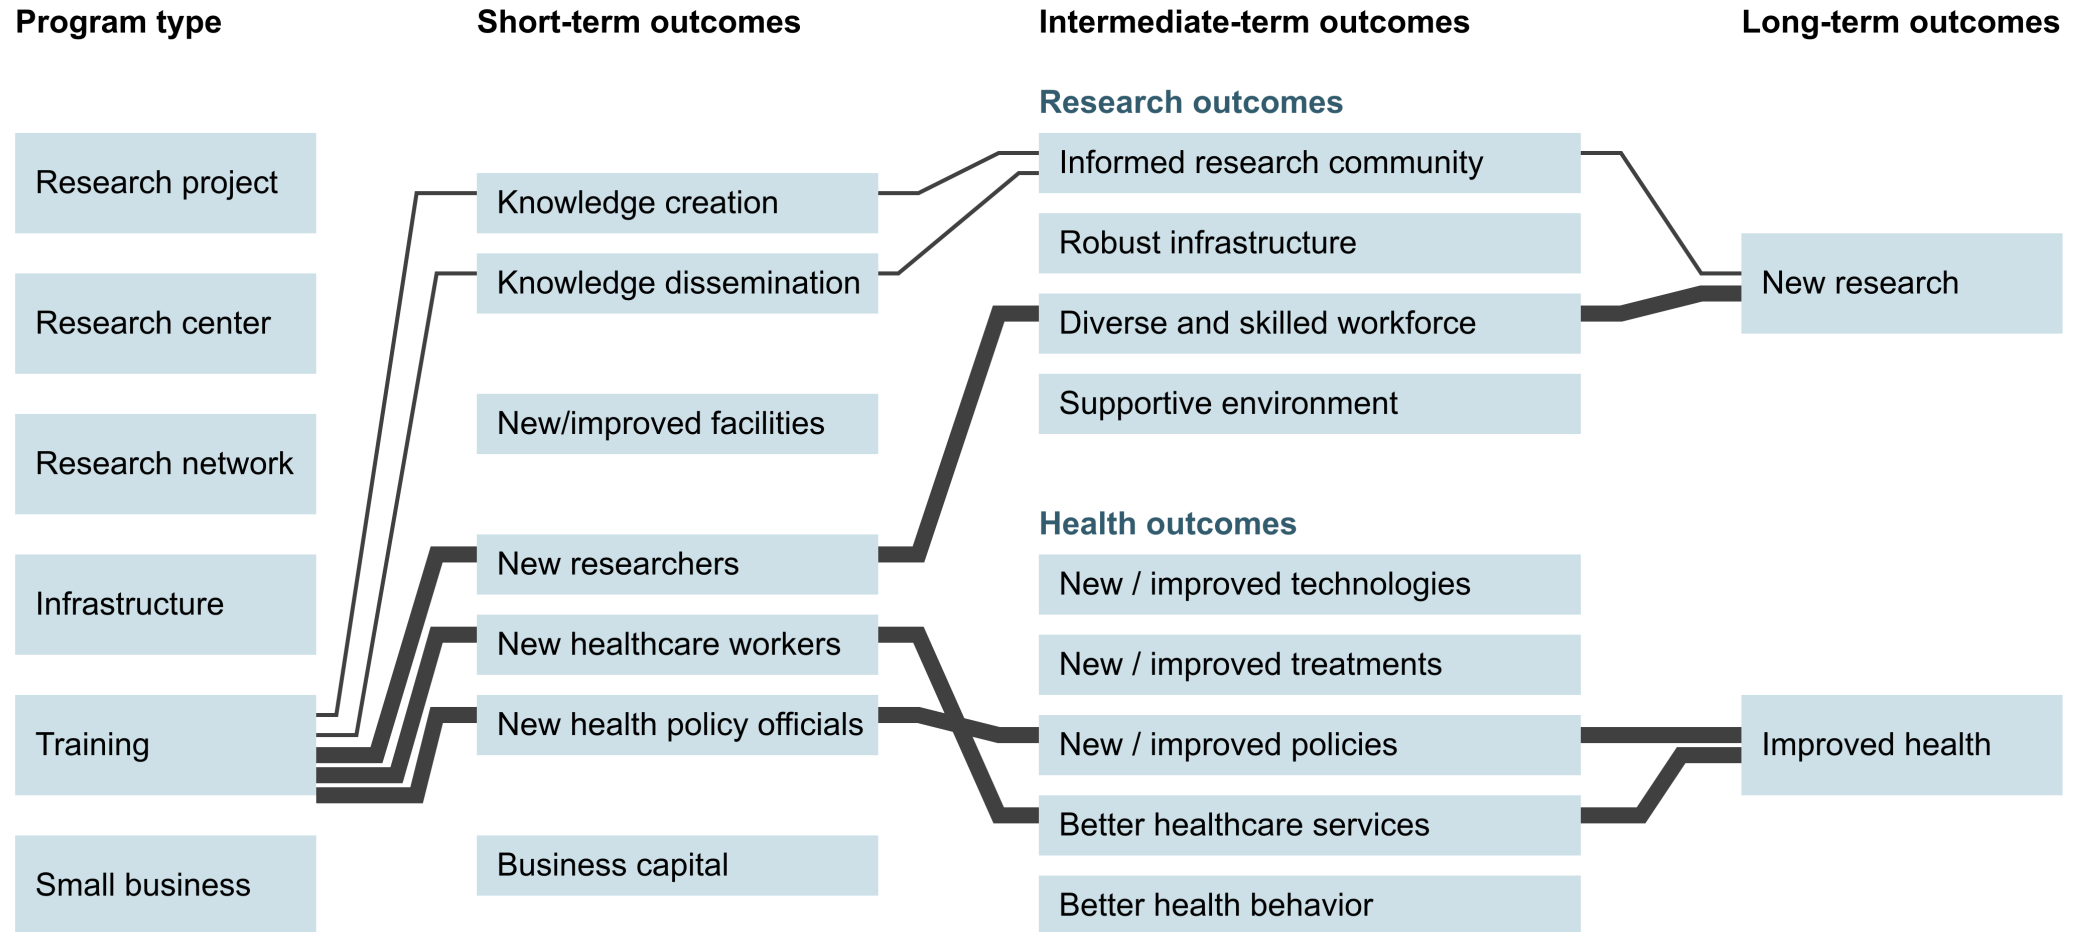 Program type
Short-term outcomes
Intermediate-term outcomes
Long-term outcomes
Research project
Research center
Research network
Infrastructure
Training
Small business
Knowledge creation
Knowledge dissemination
New/improved facilities
New researchers
New healthcare workers
New health policy officials
Business capital
Research outcomes
Informed research community
Robust infrastructure
Diverse and skilled workforce
Supportive environment
Health outcomes
New / improved technologies
New / improved treatments
New / improved policies
Better healthcare services
Better health behavior
New research
Improved health